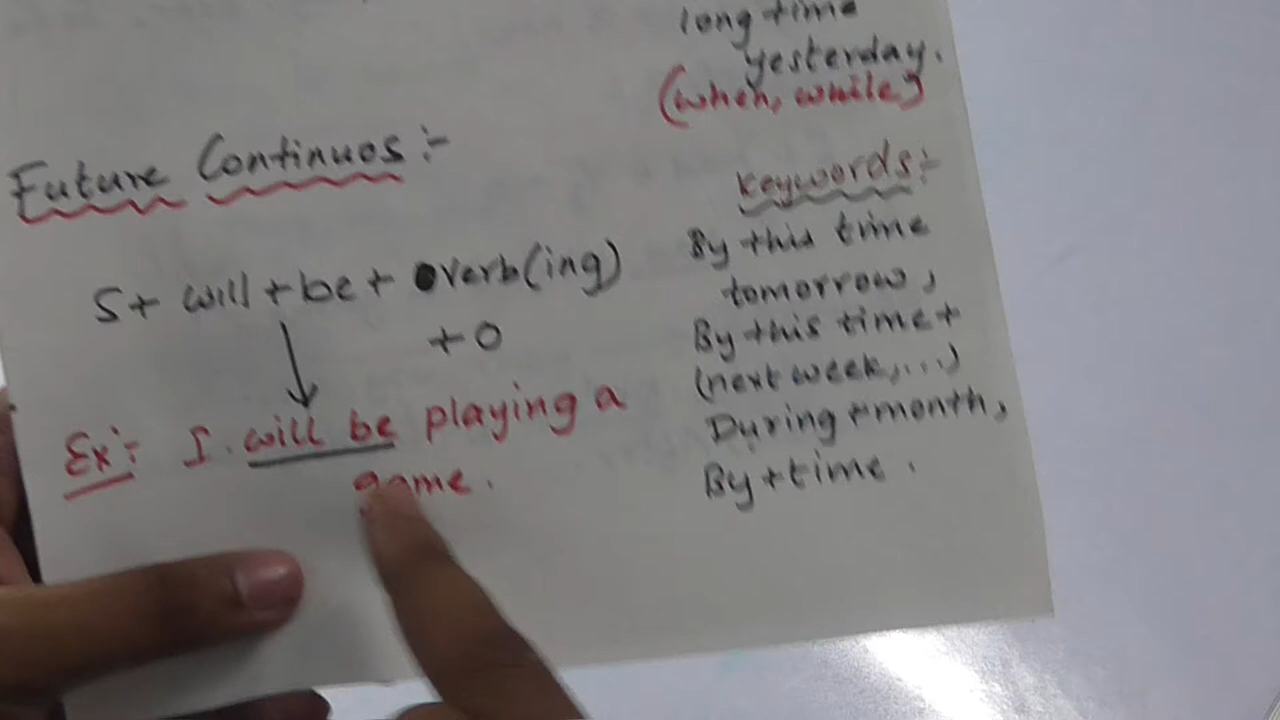 long time
yesterday.
(when, while)
Future Continuos :-
S+ will + be + verb(ing)
+ O
Ex:- I will be playing a
game.
Keywords:-
By this time
tomorrow,
By this time +
(next week,...)
During + month,
By + time.